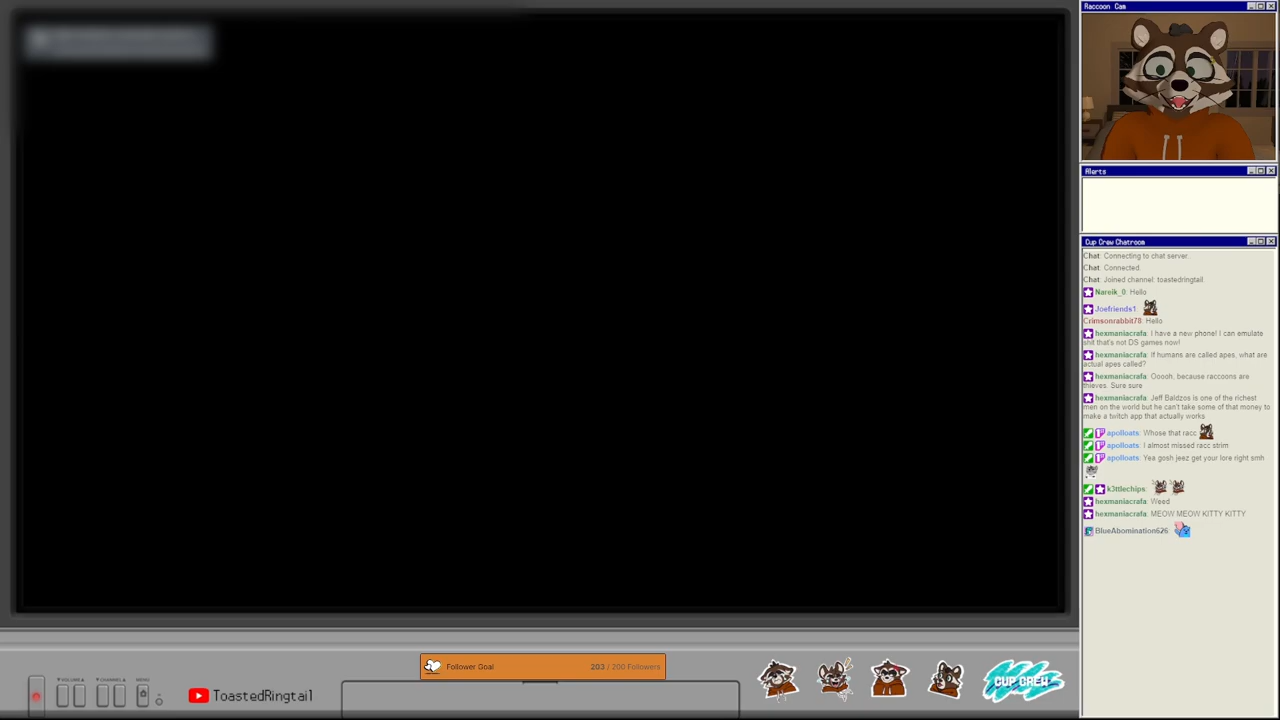 Raccoon Cam
Alerts
Cup Crew Chatroom
Chat: Connecting to chat server.
Chat: Connected.
Chat: Joined channel: toastedringtail
Nareik_0: Hello
Joefriends1:
Crimsonrabbit78: Hello
hexmaniacrafa: I have a new phone! I can emulate
shit that's not DS games now!
hexmaniacrafa: If humans are called apes, what are
actual apes called?
hexmaniacrafa: Ooooh, because raccoons are
thieves. Sure sure
hexmaniacrafa: Jeff Baldzos is one of the richest
men on the world but he can't take some of that money to
make a twitch app that actually works
apolloats: Whose that racc
apolloats: I almost missed racc strim
apolloats: Yea gosh jeez get your lore right smh
k3ttlechips:
hexmaniacrafa: Weed
hexmaniacrafa: MEOW MEOW KITTY KITTY
BlueAbomination626:
Follower Goal 203 / 200 Followers
VOLUME CHANNEL MENU
ToastedRingtail
CUP CREW